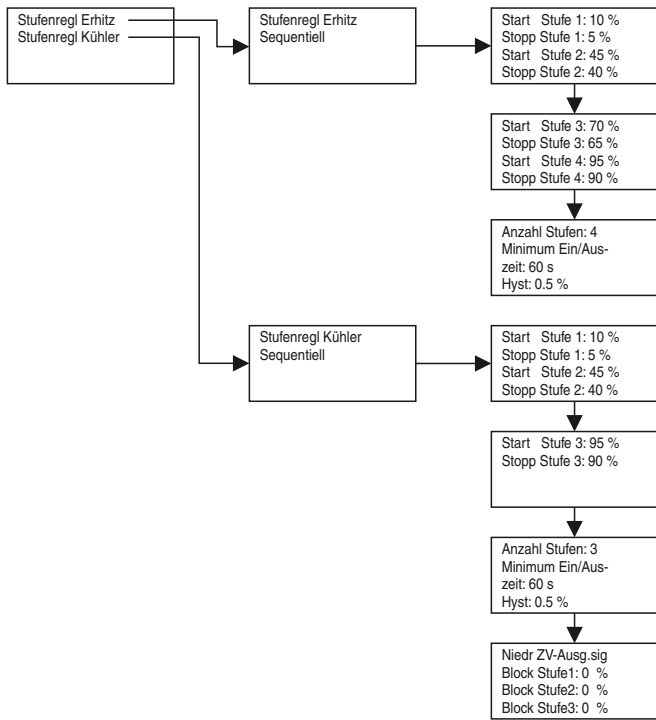 Stufenregl Erhitz
Stufenregl Kühler
Stufenregl Erhitz
Sequentiell
Start Stufe 1: 10 %
Stopp Stufe 1: 5 %
Start Stufe 2: 45 %
Stopp Stufe 2: 40 %
Start Stufe 3: 70 %
Stopp Stufe 3: 65 %
Start Stufe 4: 95 %
Stopp Stufe 4: 90 %
Anzahl Stufen: 4
Minimum Ein/Aus-
zeit: 60 s
Hyst: 0.5 %
Stufenregl Kühler
Sequentiell
Start Stufe 1: 10 %
Stopp Stufe 1: 5 %
Start Stufe 2: 45 %
Stopp Stufe 2: 40 %
Start Stufe 3: 95 %
Stopp Stufe 3: 90 %
Anzahl Stufen: 3
Minimum Ein/Aus-
zeit: 60 s
Hyst: 0.5 %
Niedr ZV-Ausg.sig
Block Stufe1: 0 %
Block Stufe2: 0 %
Block Stufe3: 0 %